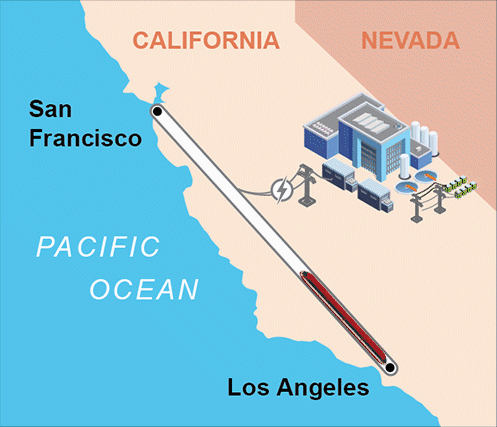 CALIFORNIA
NEVADA
San
Francisco
PACIFIC
OCEAN
Los Angeles